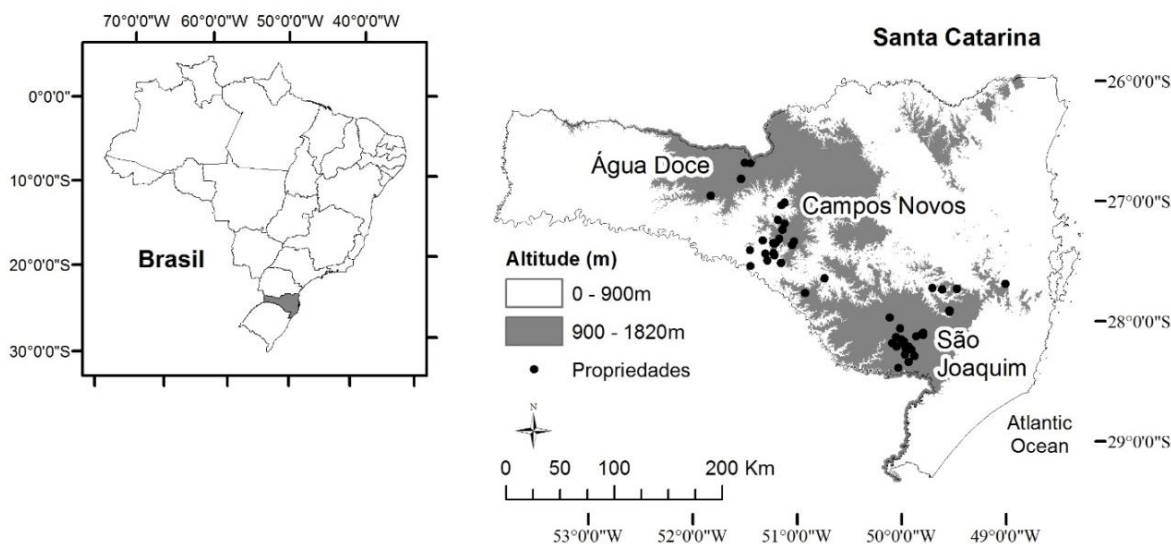 70°0'0"W 60°0'0"W 50°0'0"W 40°0'0"W
0°0'0"
10°0'0"S
20°0'0"S
30°0'0"S
Brasil
Santa Catarina
26°0'0"S
27°0'0"S
28°0'0"S
29°0'0"S
Água Doce
Campos Novos
São
Joaquim
Altitude (m)
0 - 900m
900 - 1820m
Propriedades
N
0 50 100 200 Km
Atlantic
Ocean
53°0'0"W 52°0'0"W 51°0'0"W 50°0'0"W 49°0'0"W